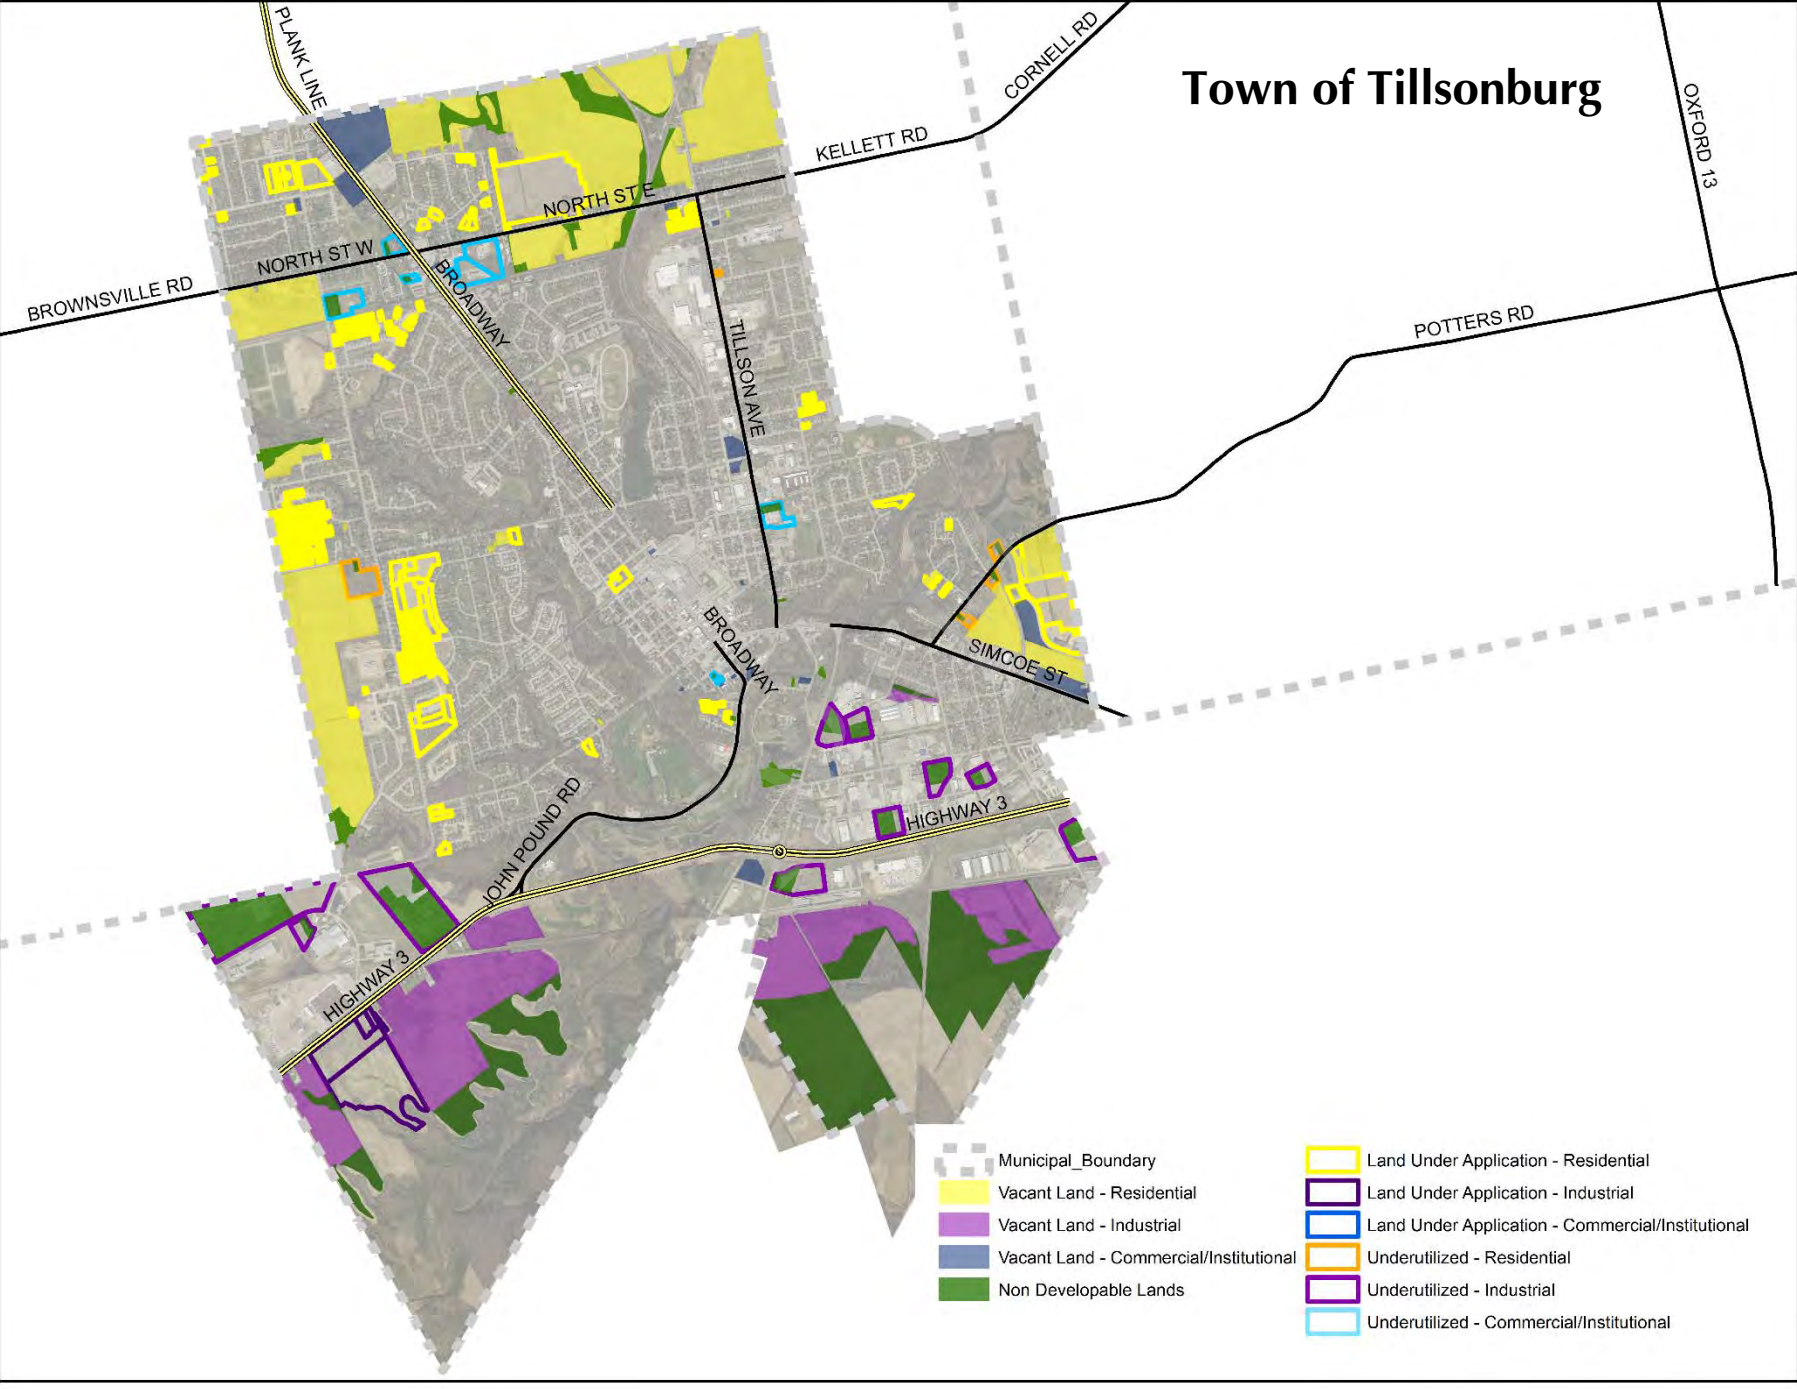 Town of Tillsonburg
PLANK LINE
CORNELL RD
OXFORD 13
KELLETT RD
NORTH ST E
NORTH ST W
BROWNSVILLE RD
BROADWAY
POTTERS RD
TILLSON AVE
BROADWAY
SIMCOE ST
JOHN POUND RD
HIGHWAY 3
HIGHWAY 3
Municipal_Boundary
Vacant Land - Residential
Vacant Land - Industrial
Vacant Land - Commercial/Institutional
Non Developable Lands
Land Under Application - Residential
Land Under Application - Industrial
Land Under Application - Commercial/Institutional
Underutilized - Residential
Underutilized - Industrial
Underutilized - Commercial/Institutional